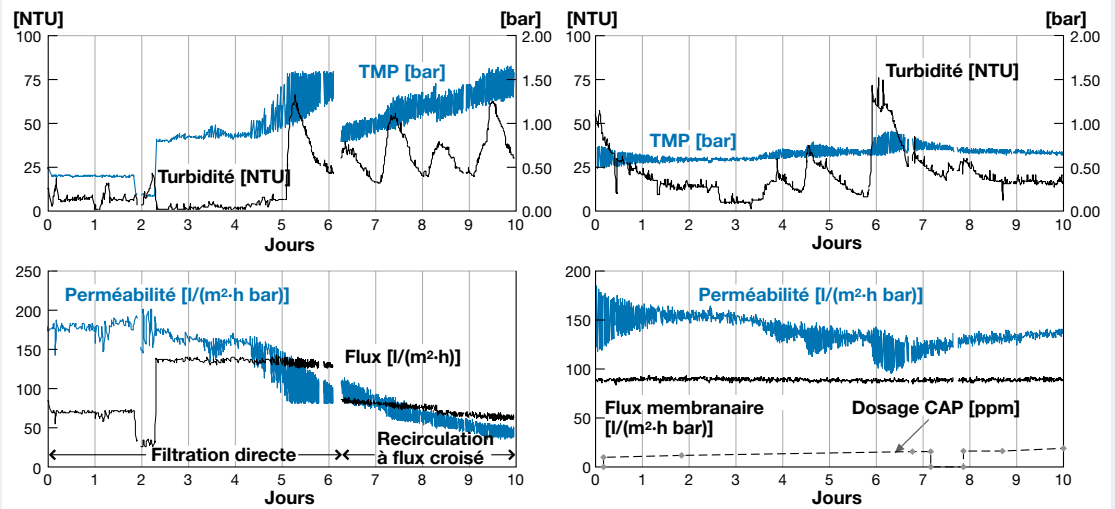 [NTU] [bar]
100 2.00
75 1.50
50 1.00
25 0.50
0 0.00
TMP [bar]
Turbidité [NTU]
0 1 2 3 4 5 6 7 8 9 10
Jours
[NTU] [bar]
100 2.00
75 1.50
50 1.00
25 0.50
0 0.00
Turbidité [NTU]
TMP [bar]
0 1 2 3 4 5 6 7 8 9 10
Jours
250
200
150
100
50
0
Perméabilité [l/(m²·h bar)]
Flux [l/(m²·h)]
Filtration directe
Recirculation
à flux croisé
0 1 2 3 4 5 6 7 8 9 10
Jours
200
150
100
50
0
Perméabilité [l/(m²·h bar)]
Flux membranaire
[l/(m²·h bar)]
Dosage CAP [ppm]
0 1 2 3 4 5 6 7 8 9 10
Jours